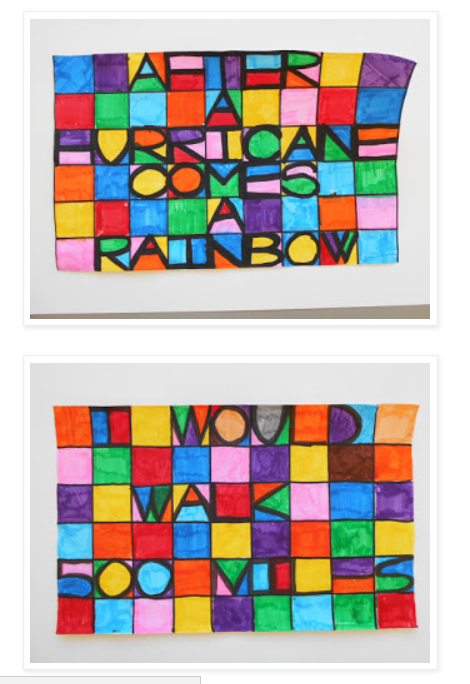 AFTER
A
HURRICANE
COMES
A
RAINBOW
I WOULD
WALK
500 MILES